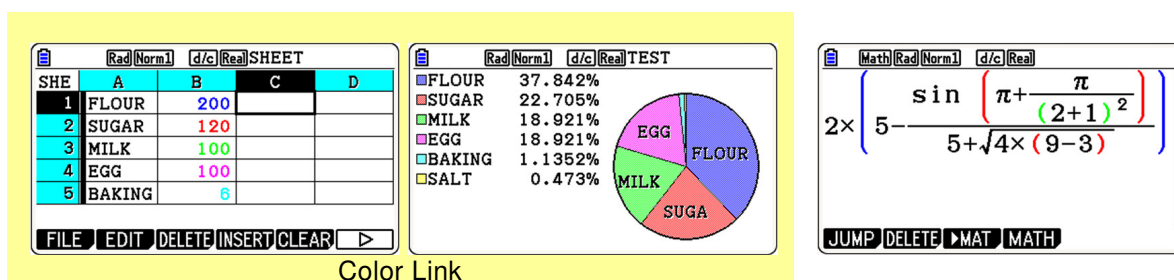 Rad Norm1 d/c Real SHEET
SHE A B C D
1 FLOUR 200
2 SUGAR 120
3 MILK 100
4 EGG 100
5 BAKING 6
FILE EDIT DELETE INSERT CLEAR ▷
Rad Norm1 d/c Real TEST
FLOUR 37.842%
SUGAR 22.705%
MILK 18.921%
EGG 18.921%
BAKING 1.1352%
SALT 0.473%
EGG
FLOUR
MILK
SUGA
Color Link
Math Rad Norm1 d/c Real
2×(5-sin(π+π/(2+1)²)/5+√4×(9-3))
JUMP DELETE ▶MAT MATH